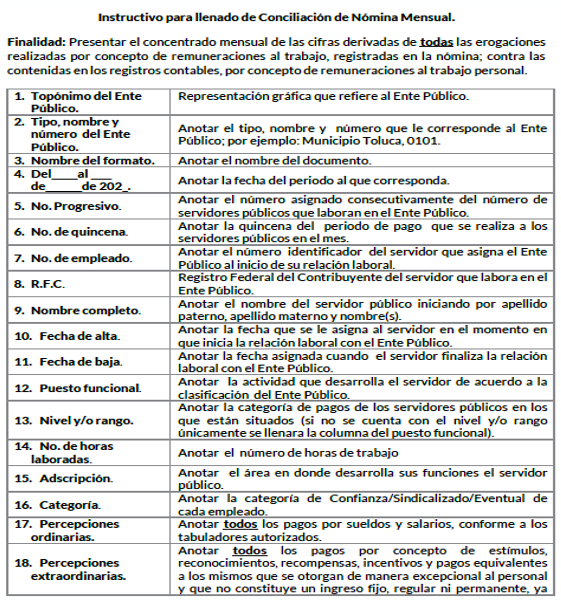 Instructivo para llenado de Conciliación de Nómina Mensual.
Finalidad: Presentar el concentrado mensual de las cifras derivadas de todas las erogaciones
realizadas por concepto de remuneraciones al trabajo, registradas en la nómina; contra las
contenidas en los registros contables, por concepto de remuneraciones al trabajo personal.
1. Topónimo del Ente
Público.
Representación gráfica que refiere al Ente Público.
2. Tipo, nombre y
número del Ente
Público.
Anotar el tipo, nombre y número que le corresponde al Ente
Público; por ejemplo: Municipio Toluca, 0101.
3. Nombre del formato.
Anotar el nombre del documento.
4. Del____al ___
de_____de 202_.
Anotar la fecha del periodo al que corresponda.
5. No. Progresivo.
Anotar el número asignado consecutivamente del número de
servidores públicos que laboran en el Ente Público.
6. No. de quincena.
Anotar la quincena del periodo de pago que se realiza a los
servidores públicos en el mes.
7. No. de empleado.
Anotar el número identificador del servidor que asigna el Ente
Público al inicio de su relación laboral.
8. R.F.C.
Registro Federal del Contribuyente del servidor que labora en el
Ente Público.
9. Nombre completo.
Anotar el nombre del servidor público iniciando por apellido
paterno, apellido materno y nombre(s).
10. Fecha de alta.
Anotar la fecha que se le asigna al servidor en el momento en
que inicia la relación laboral con el Ente Público.
11. Fecha de baja.
Anotar la fecha asignada cuando el servidor finaliza la relación
laboral con el Ente Público.
12. Puesto funcional.
Anotar la actividad que desarrolla el servidor de acuerdo a la
clasificación del Ente Público.
13. Nivel y/o rango.
Anotar la categoría de pagos de los servidores públicos en los
que están situados (si no se cuenta con el nivel y/o rango
únicamente se llenara la columna del puesto funcional).
14. No. de horas
laboradas.
Anotar el número de horas de trabajo
15. Adscripción.
Anotar el área en donde desarrolla sus funciones el servidor
público.
16. Categoría.
Anotar la categoría de Confianza/Sindicalizado/Eventual de
cada empleado.
17. Percepciones
ordinarias.
Anotar todos los pagos por sueldos y salarios, conforme a los
tabuladores autorizados.
18. Percepciones
extraordinarias.
Anotar todos los pagos por concepto de estímulos,
reconocimientos, recompensas, incentivos y pagos equivalentes
a los mismos que se otorgan de manera excepcional al personal
y que no constituye un ingreso fijo, regular ni permanente, ya